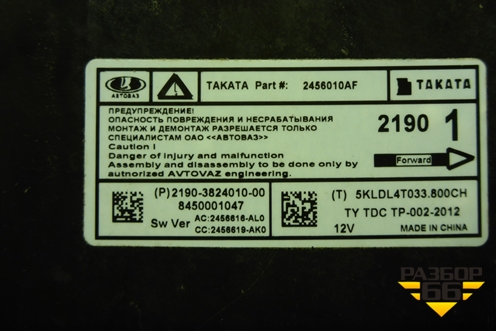 АВТОВАЗ
TAKATA Part #: 2456010AF
TAKATA
ПРЕДУПРЕЖДЕНИЕ!
ОПАСНОСТЬ ПОВРЕЖДЕНИЯ И НЕСРАБАТЫВАНИЯ
МОНТАЖ И ДЕМОНТАЖ РАЗРЕШАЕТСЯ ТОЛЬКО
СПЕЦИАЛИСТАМИ ОАО <<АВТОВАЗ>>
Caution !
Danger of injury and malfunction
Assembly and disassembly to be done only by
autnorized AVTOVAZ engineering.
2190 1
Forward
(P) 2190-3824010-00
8450001047
Sw Ver AC:2456616-AL0
CC:2456619-AK0
(T) 5KLDL4T033.800CH
TY TDC TP-002-2012
12V MADE IN CHINA
РАЗБОР
66